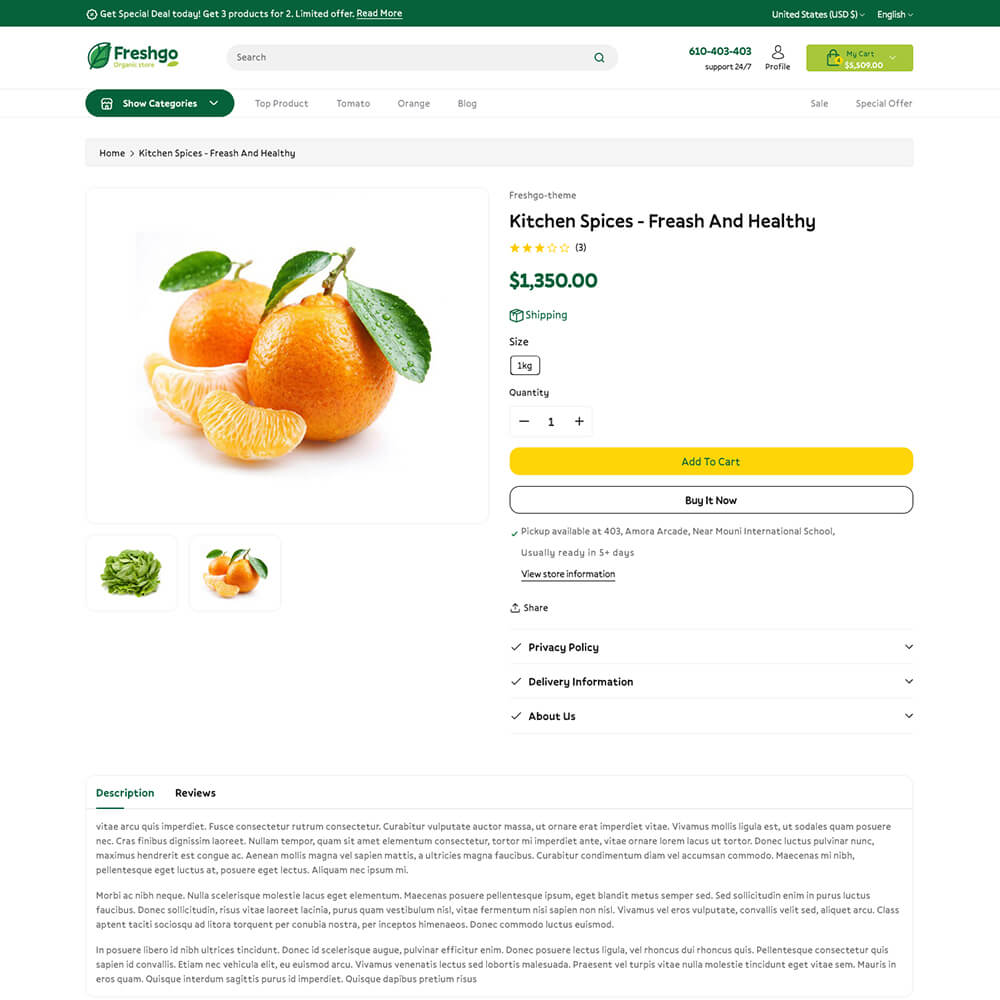 Get Special Deal today! Get 3 products for 2. Limited offer. Read More
United States (USD $)
English
Freshgo
Organic store
Search
610-403-403
support 24/7
Profile
My Cart
$5,509.00
Show Categories
Top Product
Tomato
Orange
Blog
Sale
Special Offer
Home > Kitchen Spices - Freash And Healthy
Freshgo-theme
Kitchen Spices - Freash And Healthy
(3)
$1,350.00
Shipping
Size
1kg
Quantity
1
Add To Cart
Buy It Now
Pickup available at 403, Amora Arcade, Near Mouni International School,
Usually ready in 5+ days
View store information
Share
Privacy Policy
Delivery Information
About Us
Description
Reviews
vitae arcu quis imperdiet. Fusce consectetur rutrum consectetur. Curabitur vulputate auctor massa, ut ornare erat imperdiet vitae. Vivamus mollis ligula est, ut sodales quam posuere
nec. Cras finibus dignissim laoreet. Nullam tempor, quam sit amet elementum consectetur, tortor mi imperdiet ante, vitae ornare lorem lacus ut tortor. Donec luctus pulvinar nunc,
maximus hendrerit est congue ac. Aenean mollis magna vel sapien mattis, a ultricies magna faucibus. Curabitur condimentum diam vel accumsan commodo. Maecenas mi nibh,
pellentesque eget luctus at, posuere eget lectus. Aliquam nec ipsum mi.
Morbi ac nibh neque. Nulla scelerisque molestie lacus eget elementum. Maecenas posuere pellentesque ipsum, eget blandit metus semper sed. Sed sollicitudin enim in purus luctus
faucibus. Donec sollicitudin, risus vitae laoreet lacinia, purus quam vestibulum nisl, vitae fermentum nisi sapien non nisl. Vivamus vel eros vulputate, convallis velit sed, aliquet arcu. Class
aptent taciti sociosqu ad litora torquent per conubia nostra, per inceptos himenaeos. Donec commodo luctus euismod.
In posuere libero id nibh ultrices tincidunt. Donec id scelerisque augue, pulvinar efficitur enim. Donec posuere lectus ligula, vel rhoncus dui rhoncus quis. Pellentesque consectetur quis
sapien id convallis. Etiam nec vehicula elit, eu euismod arcu. Vivamus venenatis lectus sed lobortis malesuada. Praesent vel turpis vitae nulla molestie tincidunt eget vitae sem. Mauris in
eros quam. Quisque interdum sagittis purus id imperdiet. Quisque dapibus pretium risus